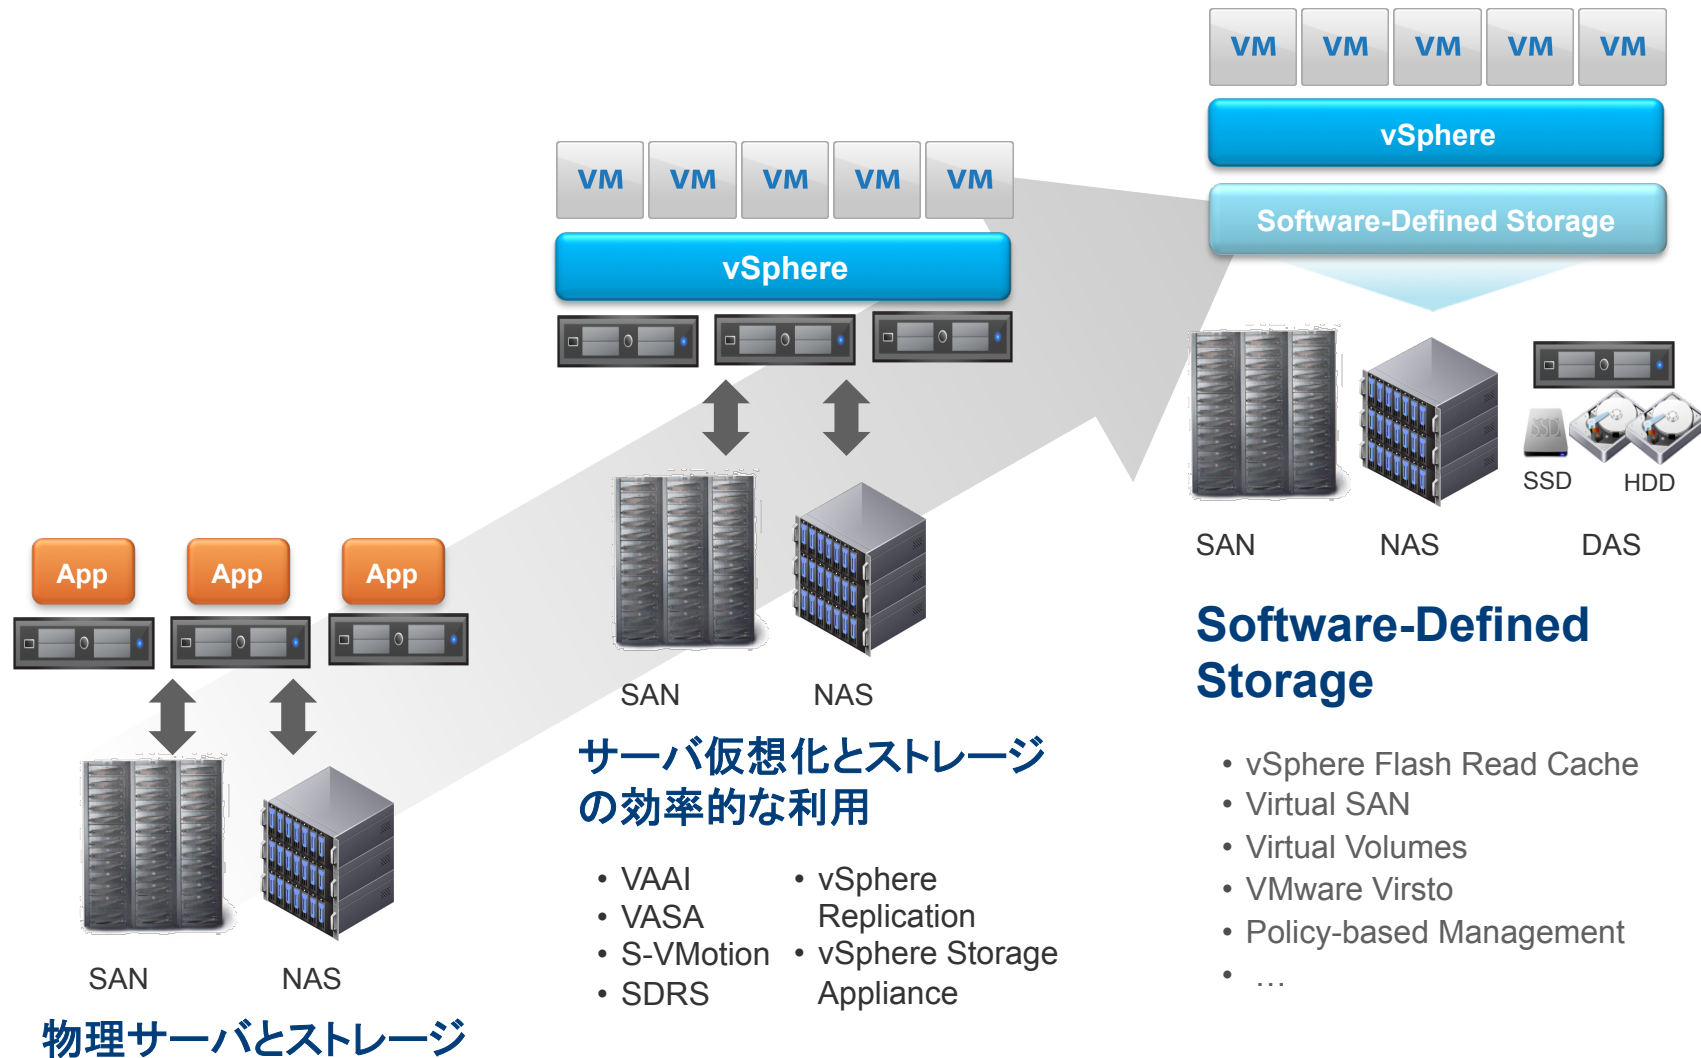 App
App
App
SAN
NAS
物理サーバとストレージ
VM
VM
VM
VM
VM
vSphere
SAN
NAS
サーバ仮想化とストレージ
の効率的な利用
• VAAI
• VASA
• S-VMotion
• SDRS
• vSphere
Replication
• vSphere Storage
Appliance
VM
VM
VM
VM
VM
vSphere
Software-Defined Storage
SSD
SSD
HDD
SAN
NAS
DAS
Software-Defined
Storage
• vSphere Flash Read Cache
• Virtual SAN
• Virtual Volumes
• VMware Virsto
• Policy-based Management
• …